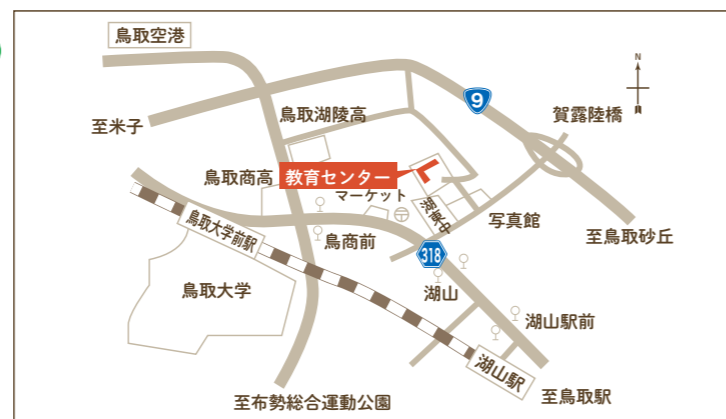 鳥取空港
N
9
鳥取湖陵高
賀露陸橋
至米子
鳥取商高
教育センター
マーケット
湖東中
写真館
鳥取大学前駅
鳥商前
至鳥取砂丘
318
鳥取大学
湖山
湖山駅前
湖山駅
至鳥取駅
至布勢総合運動公園